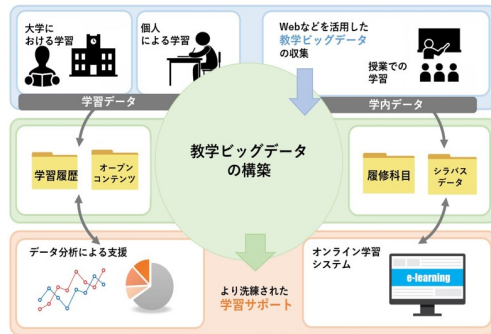 大学に
おける学習
個人
による学習
Webなどを活用した
教学ビッグデータ
の収集
授業での
学習
学習データ
学内データ
教学ビッグデータ
の構築
学習履歴
オープン
コンテンツ
履修科目
シラバス
データ
データ分析による支援
より洗練された
学習サポート
オンライン学習
システム
e-learning